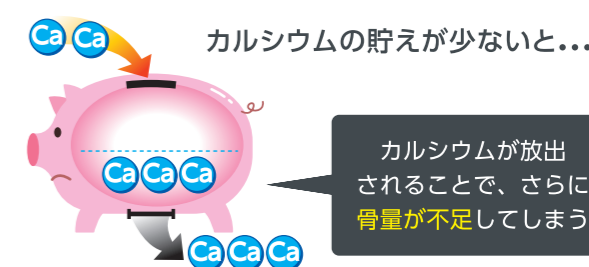 Ca Ca
カルシウムの貯えが少ないと...
Ca Ca Ca
カルシウムが放出
されることで、さらに
骨量が不足してしまう
Ca Ca Ca